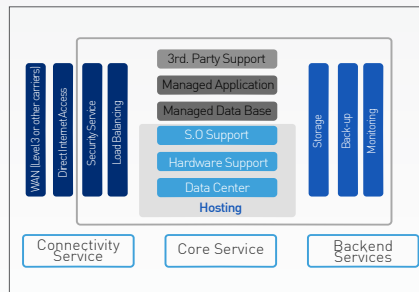 3rd. Party Support
Managed Application
Managed Data Base
S.O Support
Hardware Support
Data Center
Hosting
WAN (Level 3 or other carriers)
Direct Internet Access
Security Service
Load Balancing
Storage
Back-up
Monitoring
Connectivity
Service
Core Service
Backend
Services